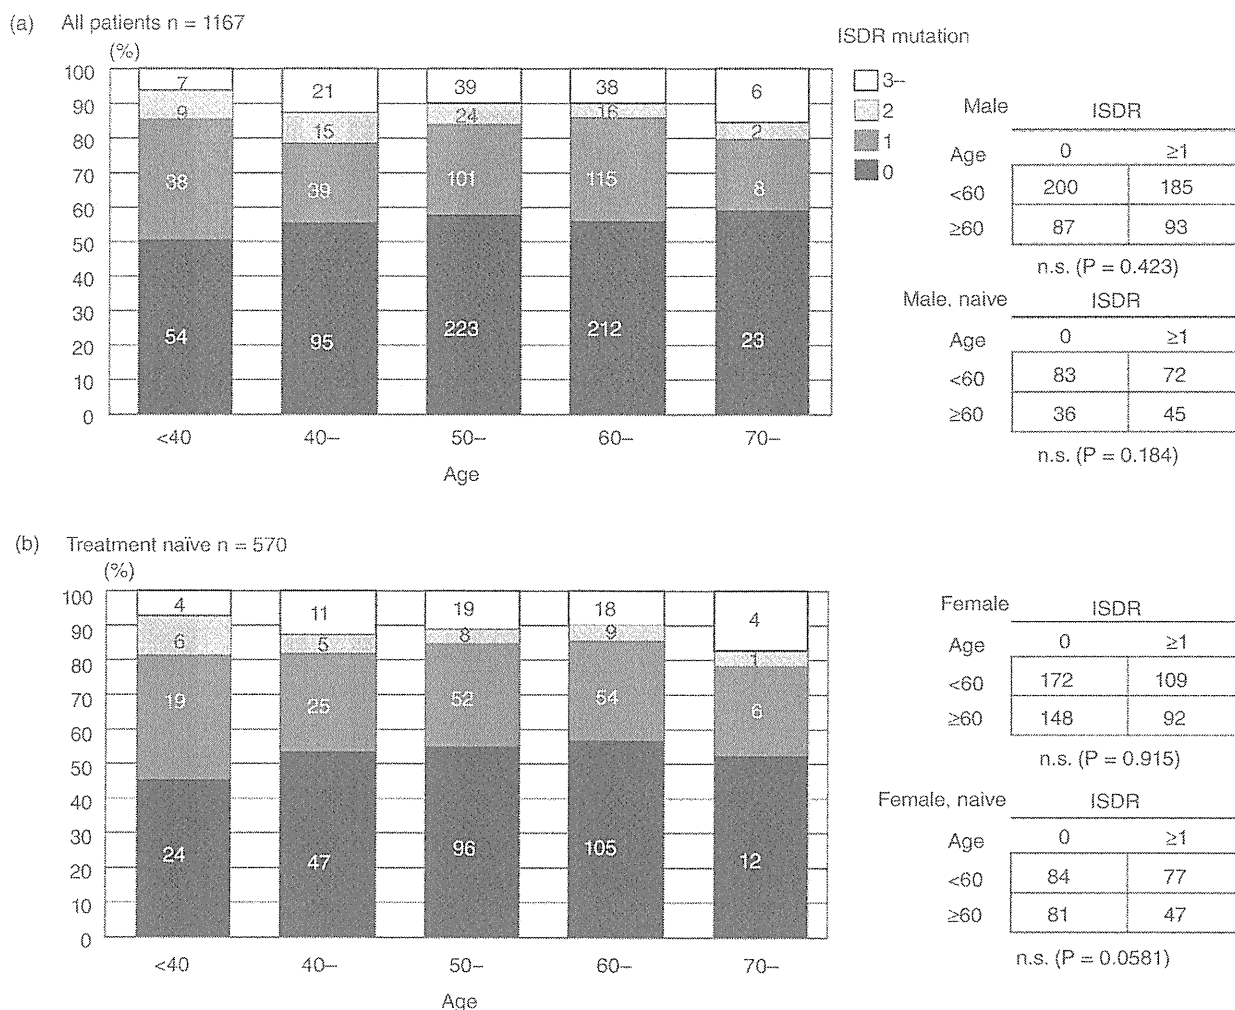 (a) All patients n = 1167
(%)
100
90
80
70
60
50
40
30
20
10
0
7 21 39 38 6
9 15 24 16 2
38 39 101 115 8
54 95 223 212 23
<40 40– 50– 60– 70–
Age
ISDR mutation
3–
2
1
0
Male ISDR
Age 0 ≥1
<60 200 185
≥60 87 93
n.s. (P = 0.423)
Male, naive ISDR
Age 0 ≥1
<60 83 72
≥60 36 45
n.s. (P = 0.184)
(b) Treatment naïve n = 570
(%)
100
90
80
70
60
50
40
30
20
10
0
4 11 19 18 4
6 5 8 9 1
19 25 52 54 6
24 47 96 105 12
<40 40– 50– 60– 70–
Age
Female ISDR
Age 0 ≥1
<60 172 109
≥60 148 92
n.s. (P = 0.915)
Female, naive ISDR
Age 0 ≥1
<60 84 77
≥60 81 47
n.s. (P = 0.0581)